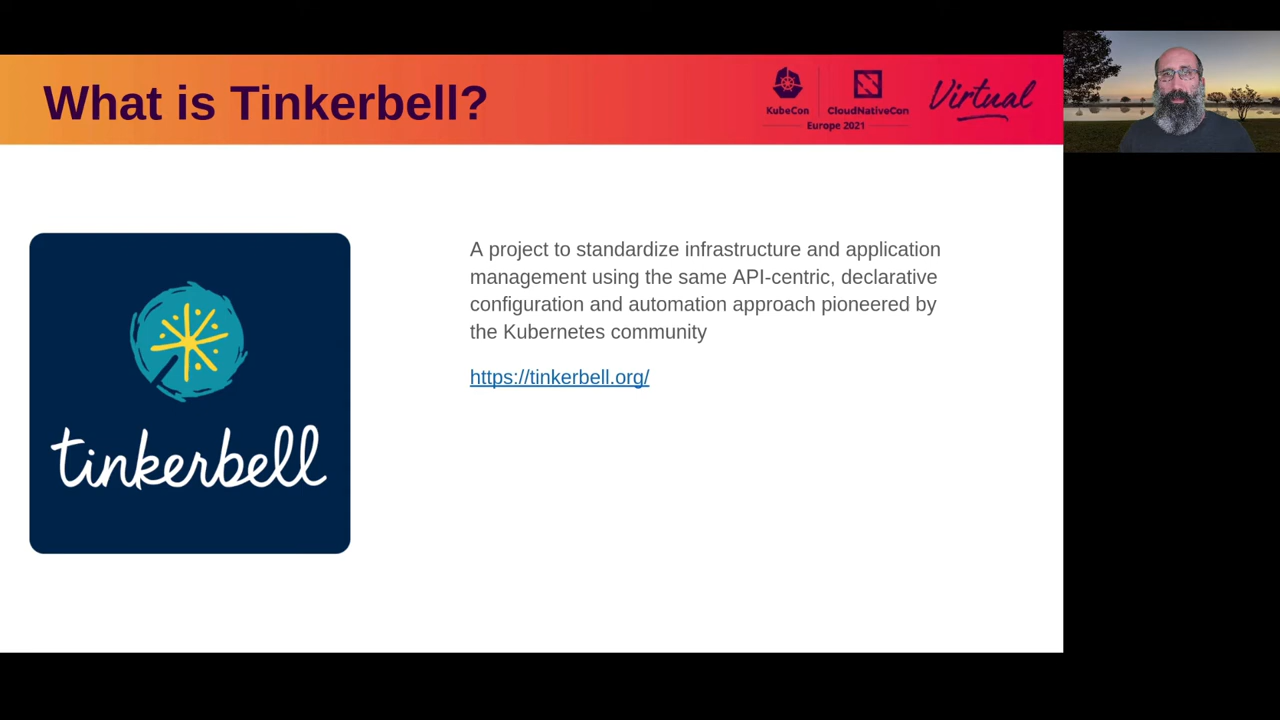 What is Tinkerbell?
KubeCon
CloudNativeCon
Europe 2021
Virtual
tinkerbell
A project to standardize infrastructure and application
management using the same API-centric, declarative
configuration and automation approach pioneered by
the Kubernetes community
https://tinkerbell.org/